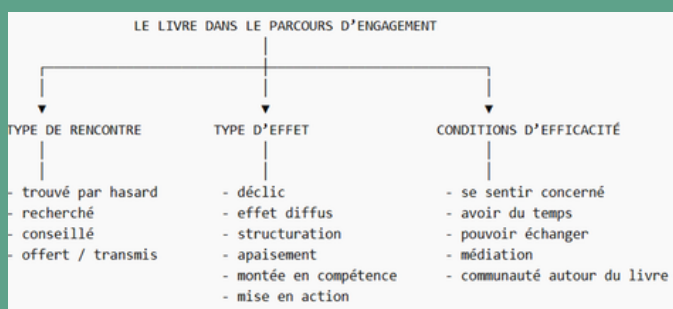 LE LIVRE DANS LE PARCOURS D'ENGAGEMENT
TYPE DE RENCONTRE
- trouvé par hasard
- recherché
- conseillé
- offert / transmis
TYPE D'EFFET
- déclic
- effet diffus
- structuration
- apaisement
- montée en compétence
- mise en action
CONDITIONS D'EFFICACITÉ
- se sentir concerné
- avoir du temps
- pouvoir échanger
- médiation
- communauté autour du livre